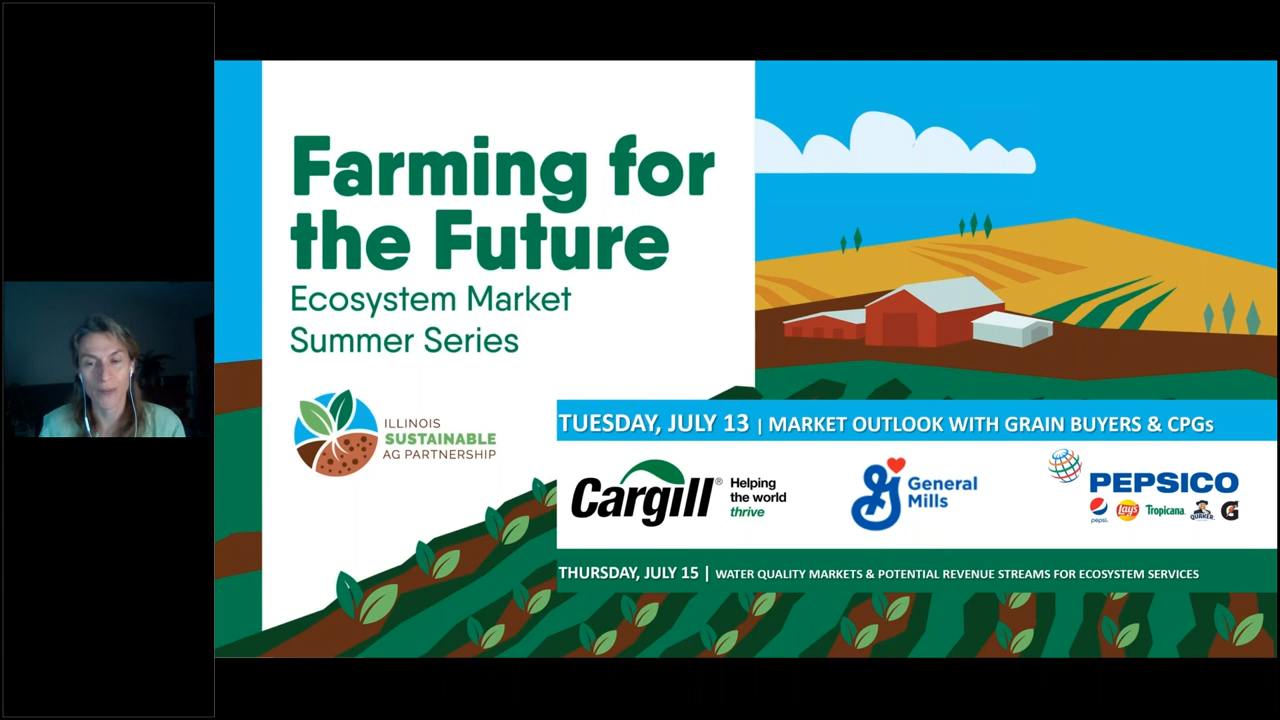 Farming for
the Future
Ecosystem Market
Summer Series
ILLINOIS
SUSTAINABLE
AG PARTNERSHIP
TUESDAY, JULY 13 | MARKET OUTLOOK WITH GRAIN BUYERS & CPGs
Cargill®
Helping
the world
thrive
General
Mills
PEPSICO
pepsi.
Lay's
Tropicana
QUAKER
G
THURSDAY, JULY 15 | WATER QUALITY MARKETS & POTENTIAL REVENUE STREAMS FOR ECOSYSTEM SERVICES